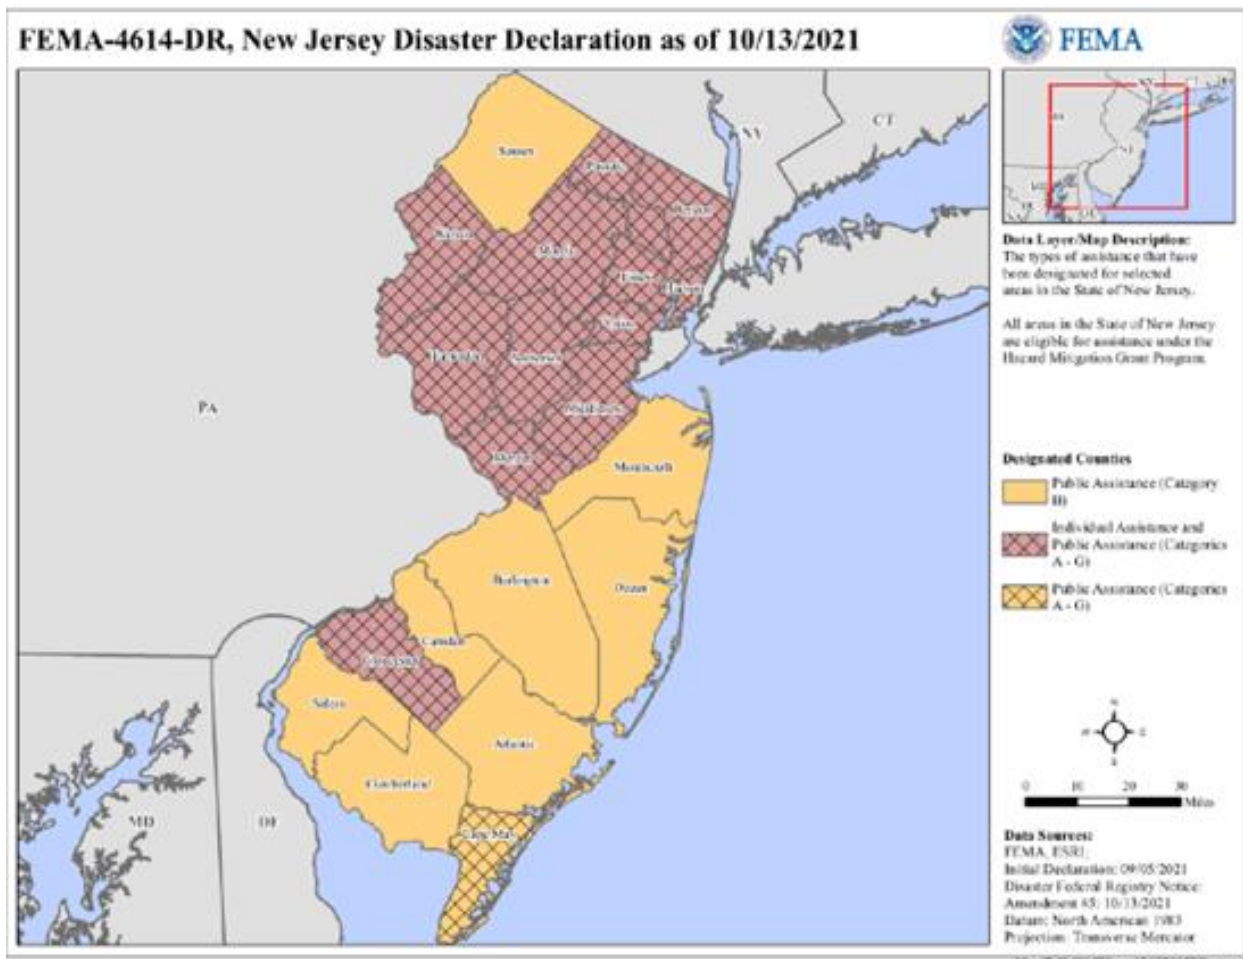 FEMA-4614-DR, New Jersey Disaster Declaration as of 10/13/2021
FEMA
NY
CT
PA
MD
Sussex
Passaic
Bergen
Warren
Morris
Essex
Hudson
Union
Somerset
Middlesex
Mercer
Monmouth
Burlington
Ocean
Camden
Gloucester
Salem
Atlantic
Cumberland
Cape May
Data Layer/Map Description:
The types of assistance that have
been designated for selected
areas in the State of New Jersey.
All areas in the State of New Jersey
are eligible for assistance under the
Hazard Mitigation Grant Program.
Designated Counties
Public Assistance (Category
B)
Individual Assistance and
Public Assistance (Categories
A - G)
Public Assistance (Categories
A - G)
0 10 20 30
Miles
Data Sources:
FEMA, ESRI;
Initial Declaration: 09/05/2021
Disaster Federal Registry Notice:
Amendment #5: 10/13/2021
Datum: North American 1983
Projection: Transverse Mercator